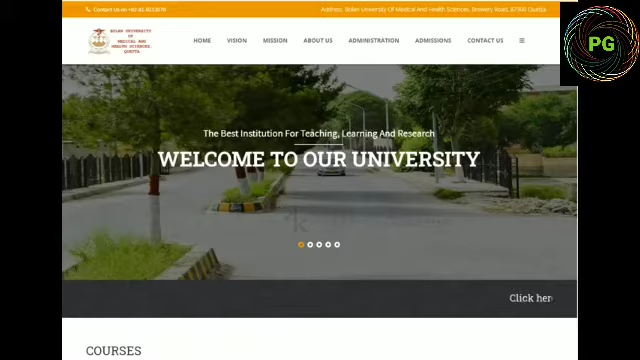 Contact Us on +92-81-9213070
Address: Bolan University Of Medical And Health Sciences, Brewery Road, 87300 Quetta
PG
BOLAN UNIVERSITY
OF
MEDICAL AND
HEALTH SCIENCES,
QUETTA
HOME VISION MISSION ABOUT US ADMINISTRATION ADMISSIONS CONTACT US
The Best Institution For Teaching, Learning And Research
WELCOME TO OUR UNIVERSITY
Click her
COURSES